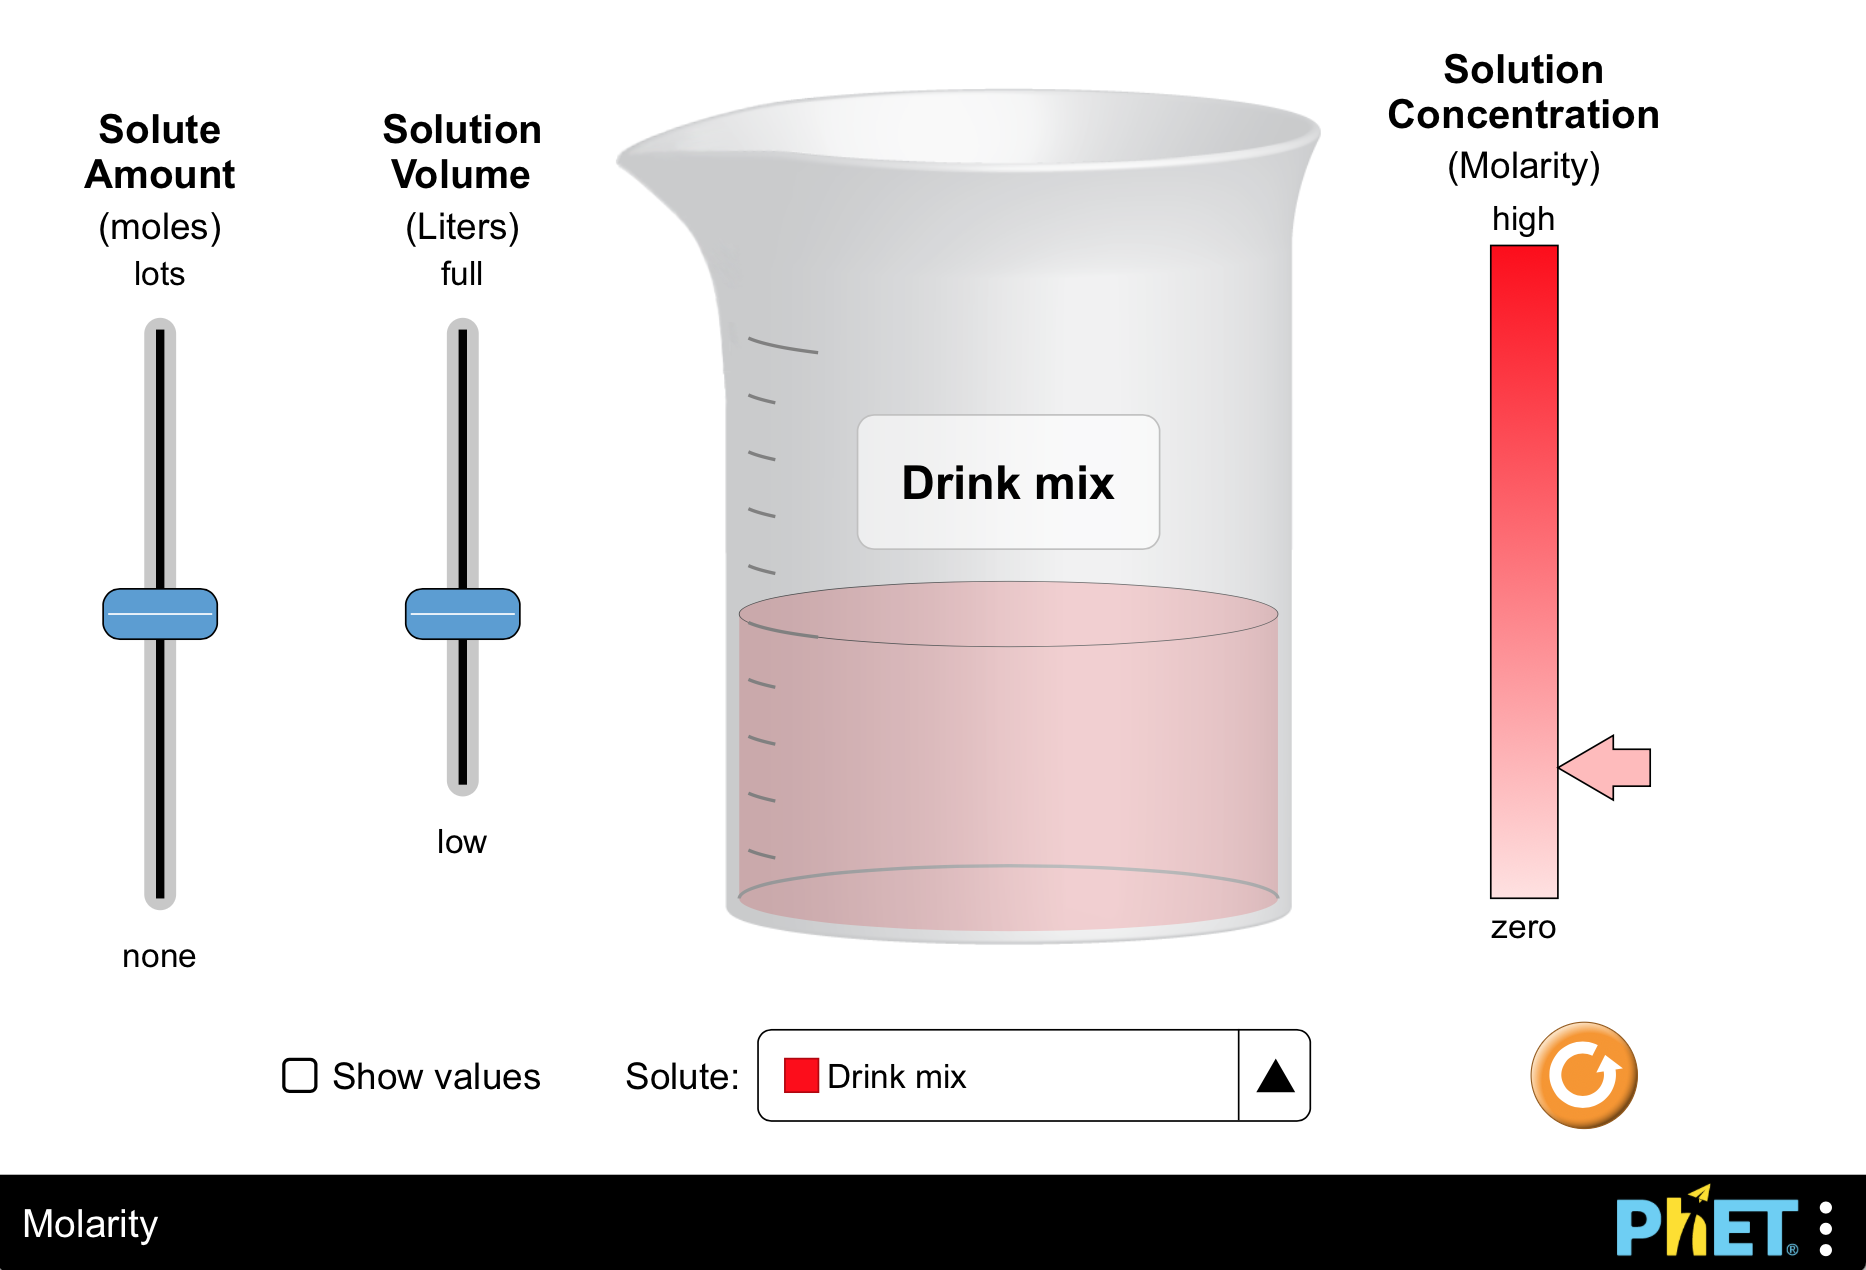 Solute
Amount
(moles)
lots
none
Solution
Volume
(Liters)
full
low
Drink mix
Solution
Concentration
(Molarity)
high
zero
Show values
Solute:
Drink mix
Molarity
PhET®